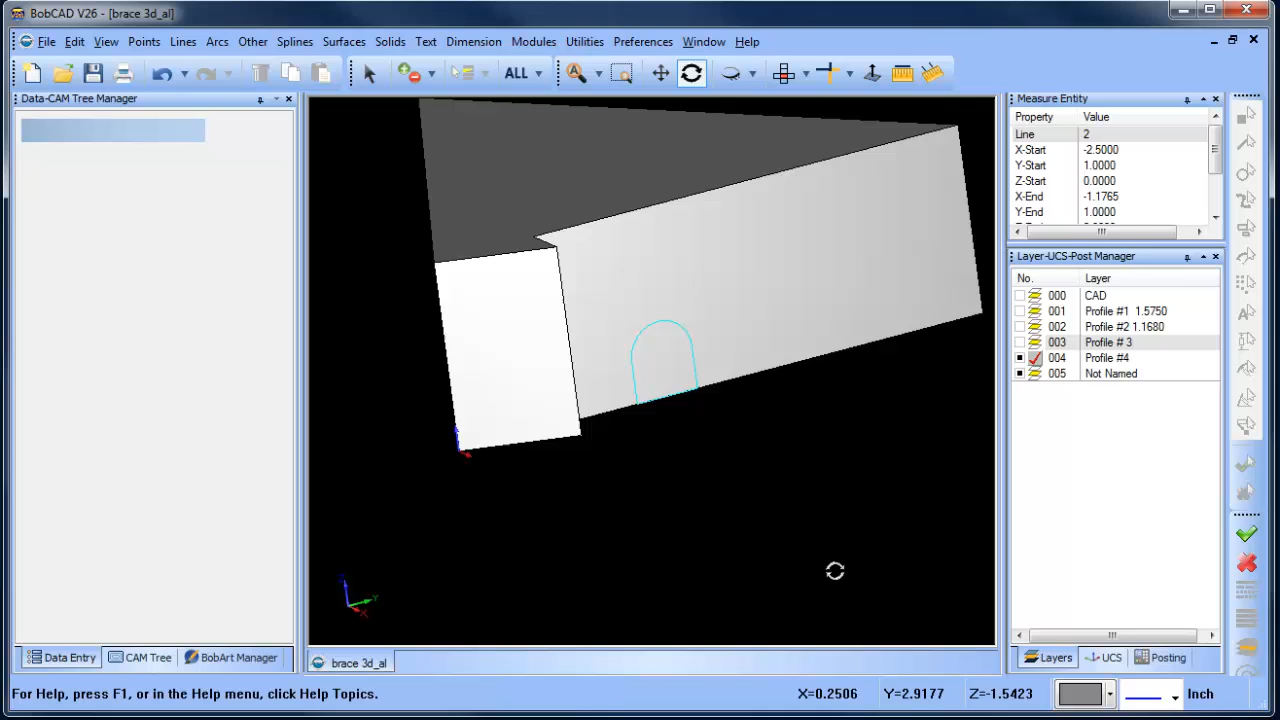 BobCAD V26 - [brace 3d_al]
File Edit View Points Lines Arcs Other Splines Surfaces Solids Text Dimension Modules Utilities Preferences Window Help
ALL
Data-CAM Tree Manager
Measure Entity
Property Value
Line 2
X-Start -2.5000
Y-Start 1.0000
Z-Start 0.0000
X-End -1.1765
Y-End 1.0000
Layer-UCS-Post Manager
No. Layer
000 CAD
001 Profile #1 1.5750
002 Profile #2 1.1680
003 Profile # 3
004 Profile #4
005 Not Named
Y
X
Data Entry CAM Tree BobArt Manager
brace 3d_al
Layers UCS Posting
For Help, press F1, or in the Help menu, click Help Topics.
X=0.2506 Y=2.9177 Z=-1.5423 Inch